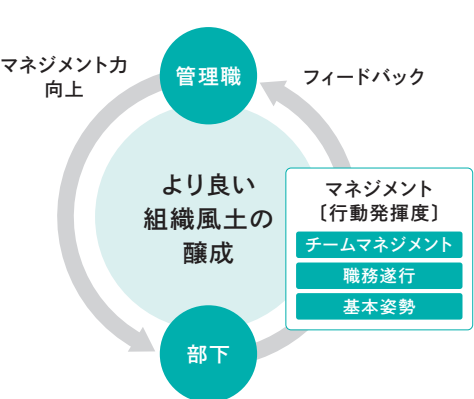 マネジメント力
向上
管理職
フィードバック
より良い
組織風土の
醸成
マネジメント
〔行動発揮度〕
チームマネジメント
職務遂行
基本姿勢
部下